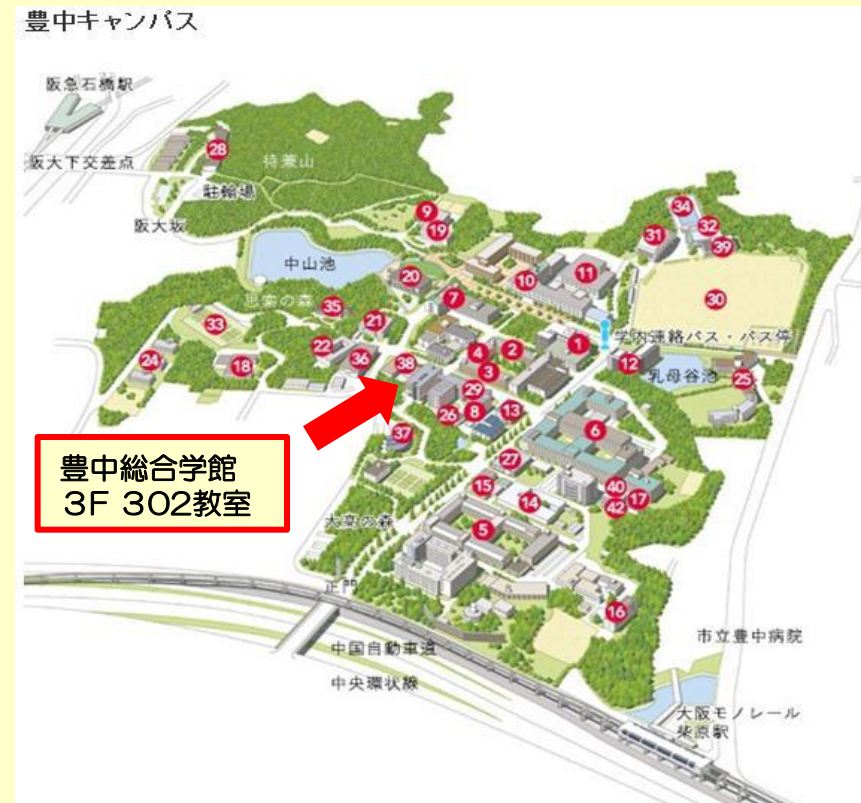 豊中キャンパス
阪急石橋駅
28
待兼山
阪大下交差点
駐輪場
34
9
32
阪大坂
19
31
39
中山池
10
11
20
30
思索の森
7
35
33
21
学内連絡バス・バス停
1
22
4
2
12
24
18
36
38
3
乳母谷池
25
29
26
8
13
6
37
豊中総合学館
3F 302教室
27
15
40
17
14
42
大高の森
5
正門
16
中国自動車道
市立豊中病院
中央環状線
大阪モノレール
柴原駅